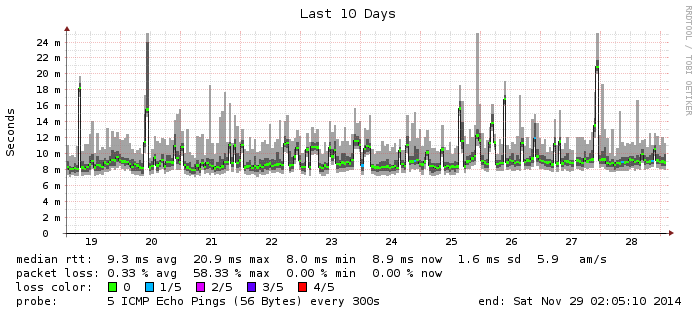 Last 10 Days
RRDTOOL / TOBI OETIKER
Seconds
24 m
22 m
20 m
18 m
16 m
14 m
12 m
10 m
8 m
6 m
4 m
2 m
0
19 20 21 22 23 24 25 26 27 28
median rtt: 9.3 ms avg 20.9 ms max 8.0 ms min 8.9 ms now 1.6 ms sd 5.9 am/s
packet loss: 0.33 % avg 58.33 % max 0.00 % min 0.00 % now
loss color: 0 1/5 2/5 3/5 4/5
probe: 5 ICMP Echo Pings (56 Bytes) every 300s end: Sat Nov 29 02:05:10 2014